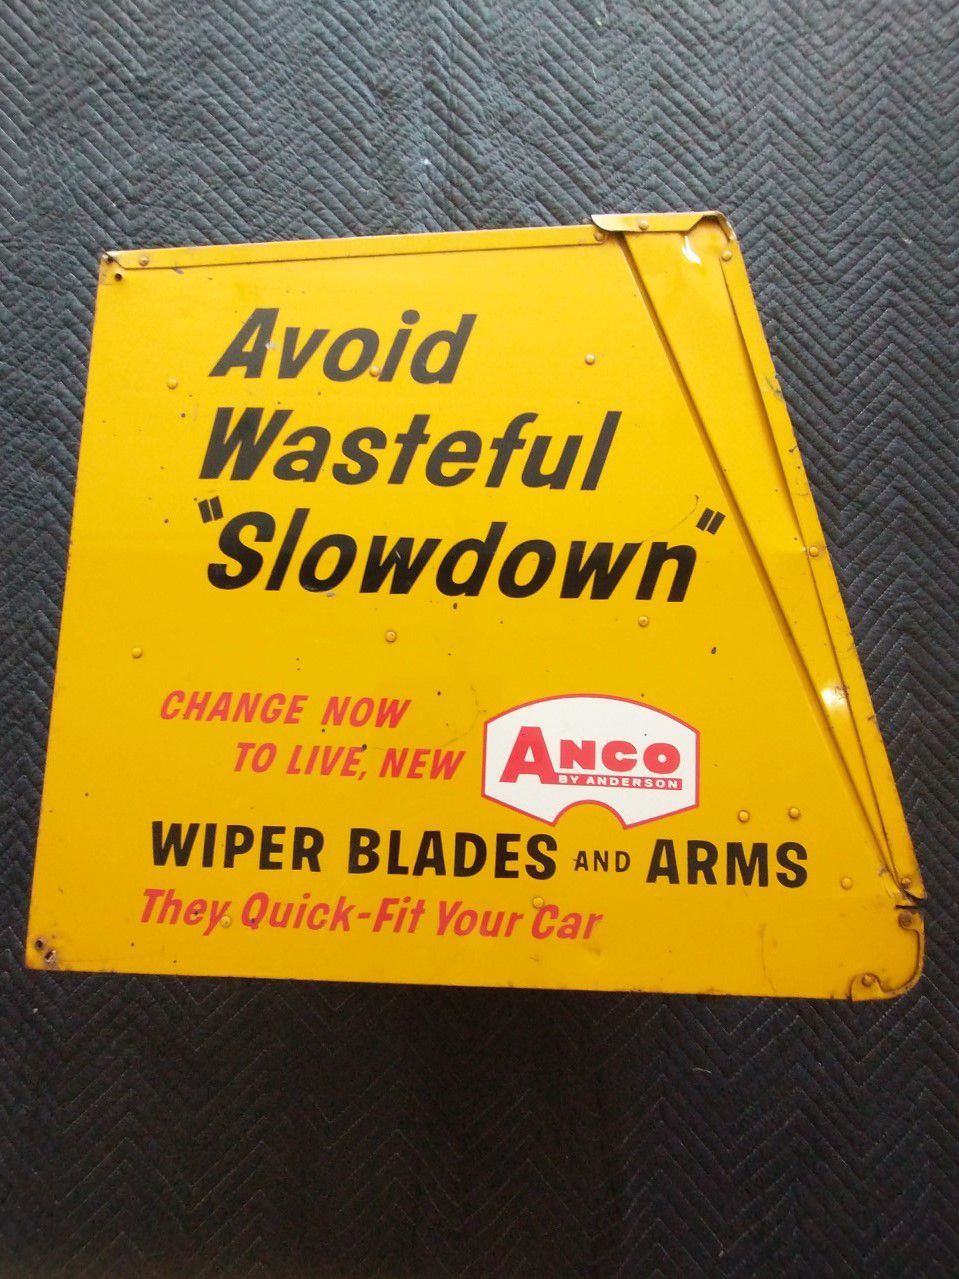 Avoid
Wasteful
"Slowdown"
CHANGE NOW
TO LIVE, NEW
ANCO
BY ANDERSON
WIPER BLADES AND ARMS
They Quick-Fit Your Car